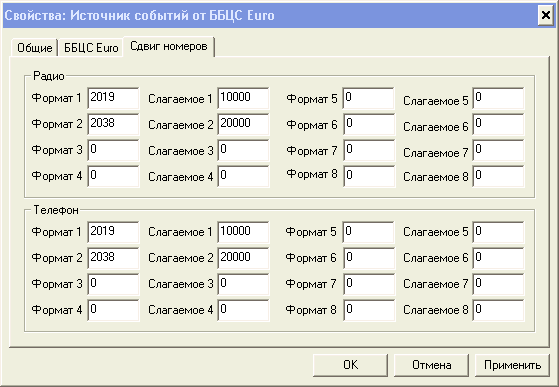 Свойства: Источник событий от ББЦС Euro
Общие ББЦС Euro Сдвиг номеров
Радио
Формат 1 2019 Слагаемое 1 10000 Формат 5 0 Слагаемое 5 0
Формат 2 2038 Слагаемое 2 20000 Формат 6 0 Слагаемое 6 0
Формат 3 0 Слагаемое 3 0 Формат 7 0 Слагаемое 7 0
Формат 4 0 Слагаемое 4 0 Формат 8 0 Слагаемое 8 0
Телефон
Формат 1 2019 Слагаемое 1 10000 Формат 5 0 Слагаемое 5 0
Формат 2 2038 Слагаемое 2 20000 Формат 6 0 Слагаемое 6 0
Формат 3 0 Слагаемое 3 0 Формат 7 0 Слагаемое 7 0
Формат 4 0 Слагаемое 4 0 Формат 8 0 Слагаемое 8 0
OK Отмена Применить